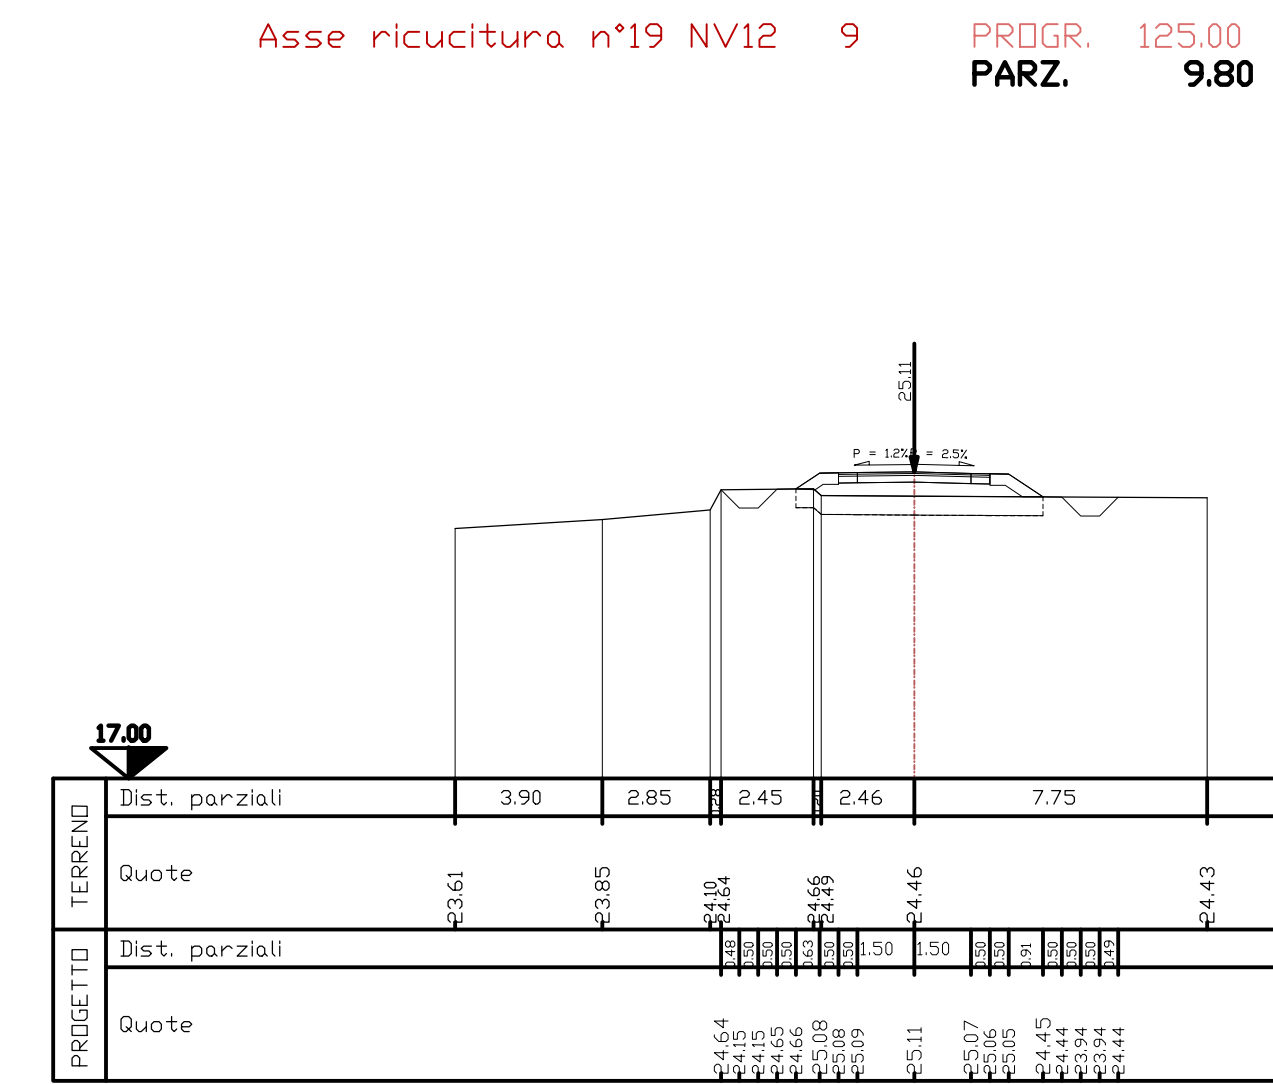 Asse ricucitura n°19 NV12 9 PROGR. 125.00
PARZ. 9.80
25.11
P = 1.2% = 2.5%
17.00
TERRENO
Dist. parziali 3.90 2.85 0.28 2.45 2.46 7.75
Quote 23.61 23.85 24.10 24.64 24.66 24.49 24.46 24.43
PROGETTO
Dist. parziali 0.48 0.50 0.50 0.50 0.63 0.50 0.50 1.50 1.50 0.50 0.50 0.91 0.50 0.50 0.50 0.49
Quote 24.64 24.15 24.15 24.65 24.66 25.08 25.08 25.09 25.11 25.07 25.06 25.05 24.45 24.44 23.94 23.94 24.44